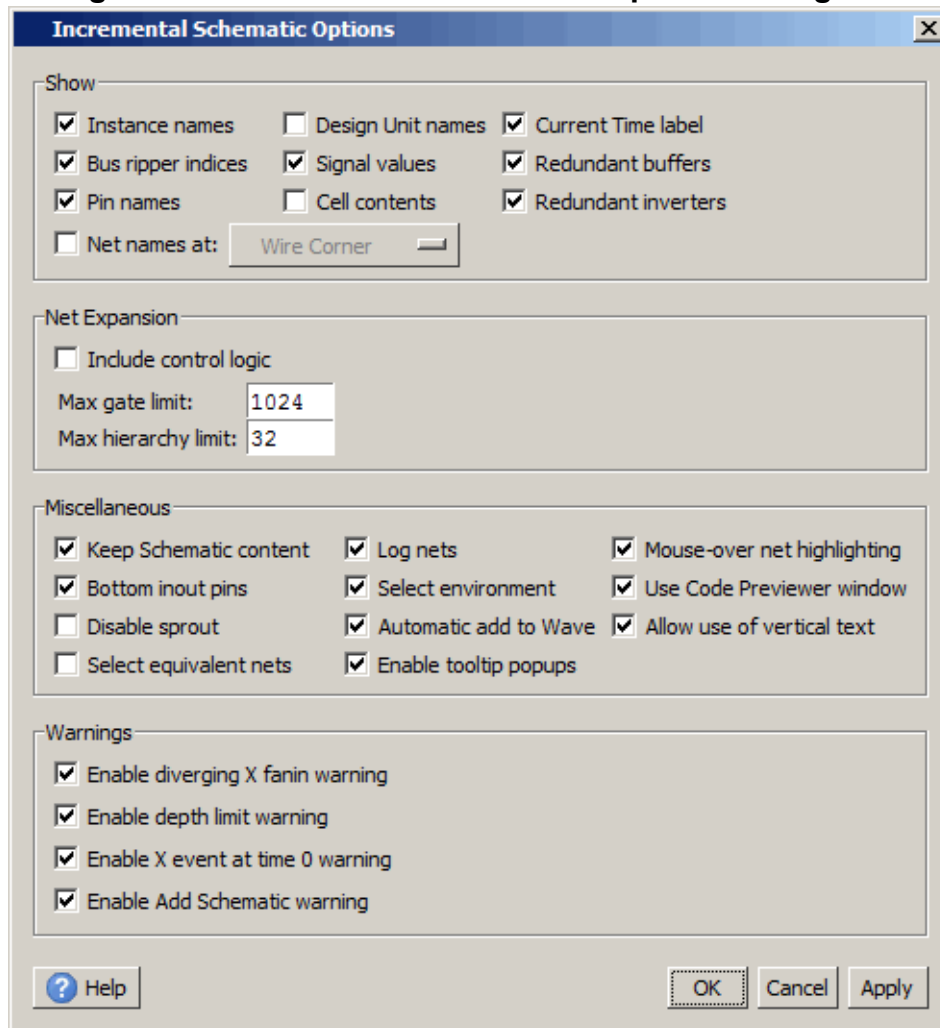 Incremental Schematic Options
Show
Instance names Design Unit names Current Time label
Bus ripper indices Signal values Redundant buffers
Pin names Cell contents Redundant inverters
Net names at: Wire Corner
Net Expansion
Include control logic
Max gate limit: 1024
Max hierarchy limit: 32
Miscellaneous
Keep Schematic content Log nets Mouse-over net highlighting
Bottom inout pins Select environment Use Code Previewer window
Disable sprout Automatic add to Wave Allow use of vertical text
Select equivalent nets Enable tooltip popups
Warnings
Enable diverging X fanin warning
Enable depth limit warning
Enable X event at time 0 warning
Enable Add Schematic warning
? Help OK Cancel Apply